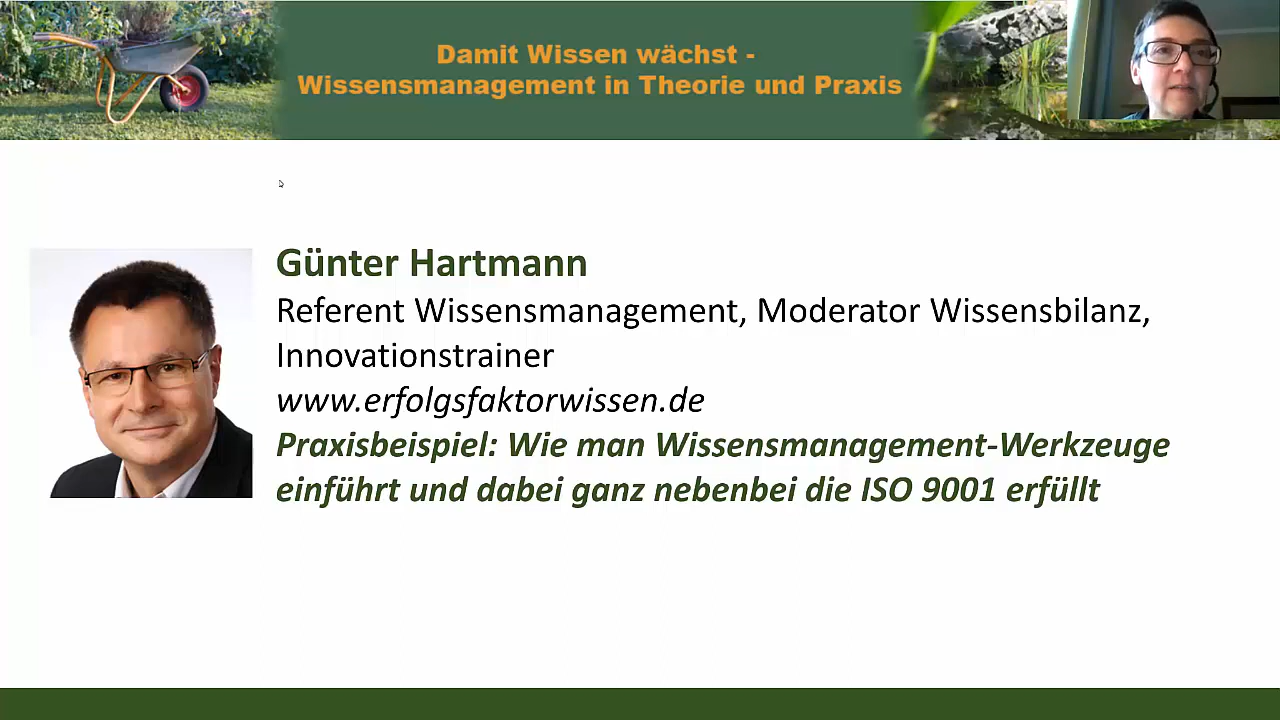 Damit Wissen wächst -
Wissensmanagement in Theorie und Praxis
Günter Hartmann
Referent Wissensmanagement, Moderator Wissensbilanz,
Innovationstrainer
www.erfolgsfaktorwissen.de
Praxisbeispiel: Wie man Wissensmanagement-Werkzeuge
einführt und dabei ganz nebenbei die ISO 9001 erfüllt